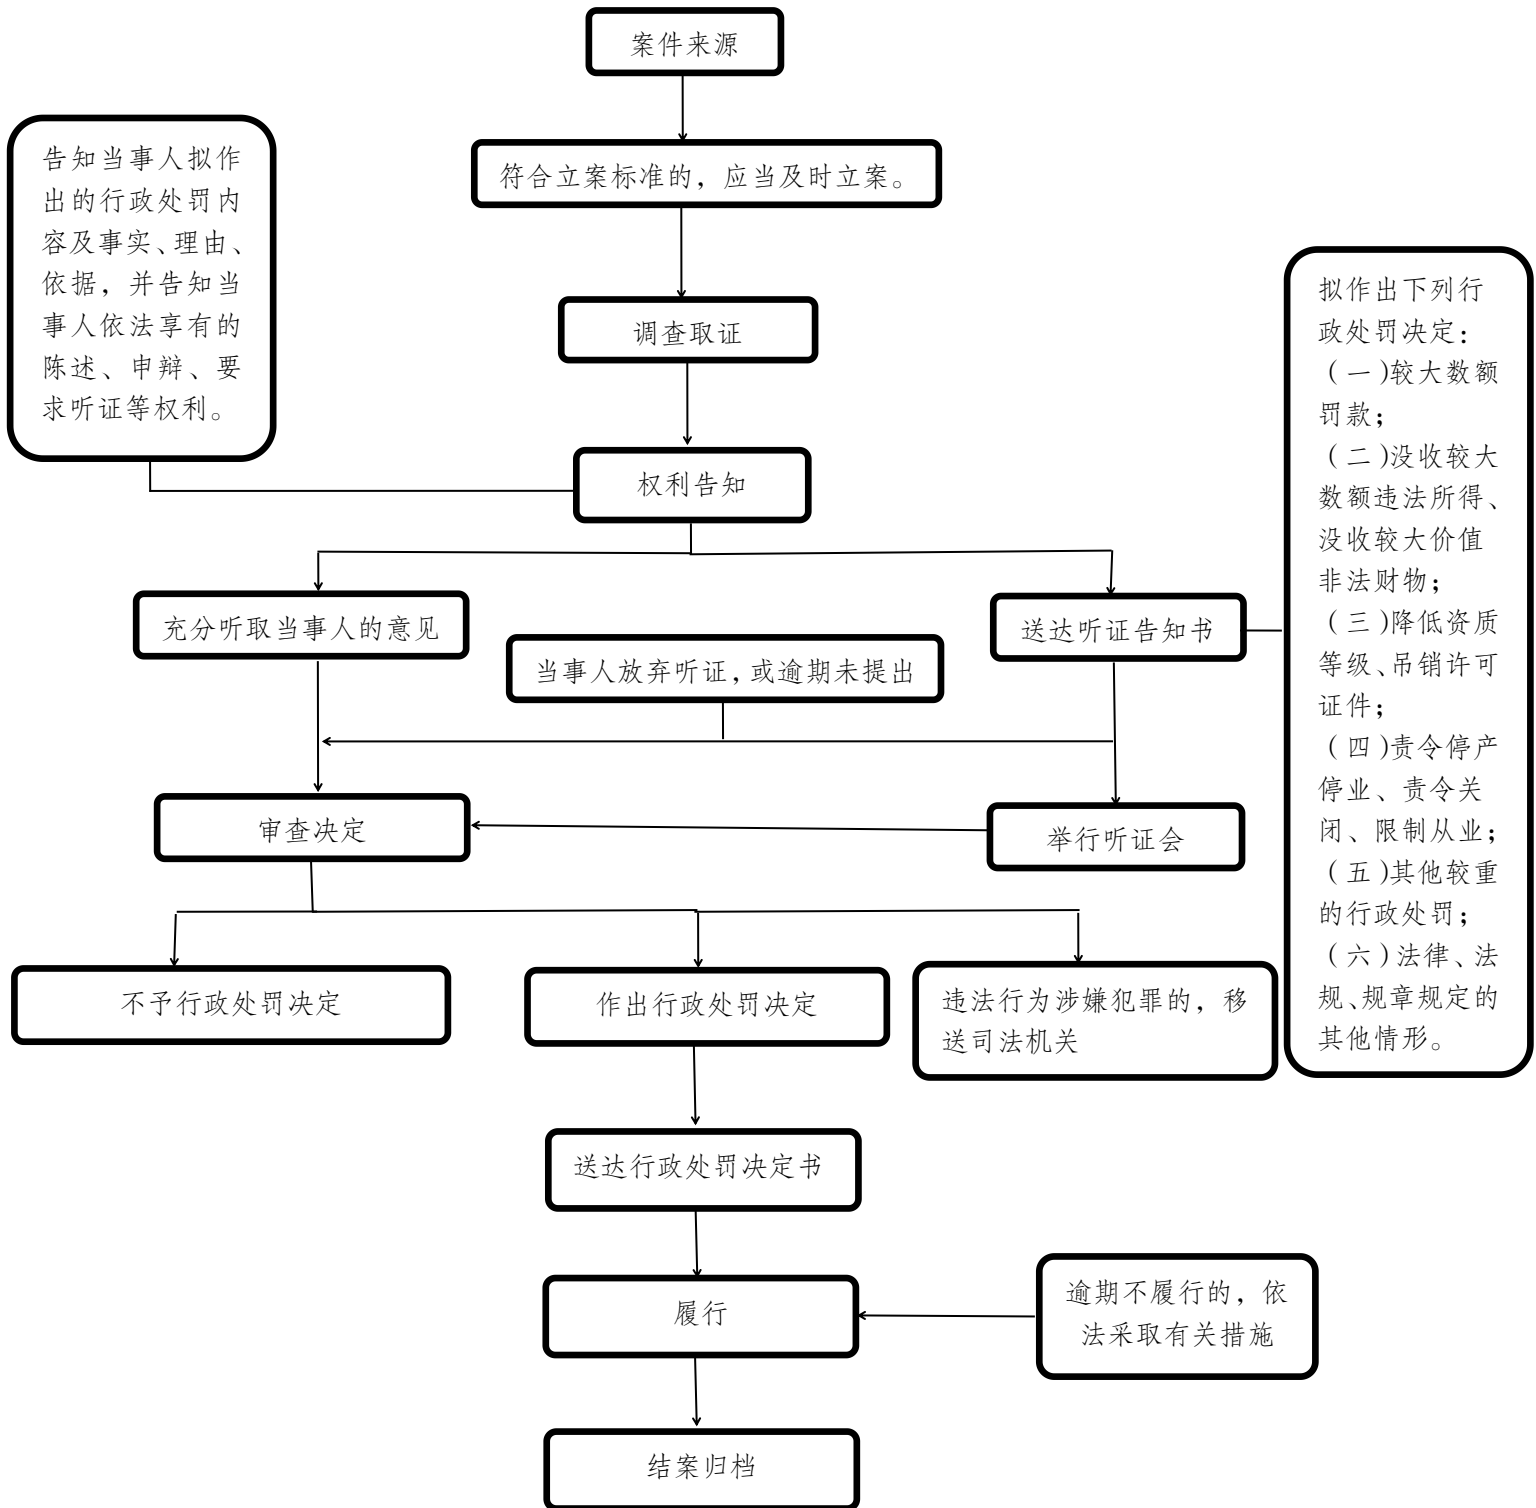 案件来源
符合立案标准的，应当及时立案。
告知当事人拟作
出的行政处罚内
容及事实、理由、
依据，并告知当
事人依法享有的
陈述、申辩、要
求听证等权利。
调查取证
权利告知
充分听取当事人的意见
当事人放弃听证，或逾期未提出
送达听证告知书
拟作出下列行
政处罚决定：
（一）较大数额
罚款；
（二）没收较大
数额违法所得、
没收较大价值
非法财物；
（三）降低资质
等级、吊销许可
证件；
（四）责令停产
停业、责令关
闭、限制从业；
（五）其他较重
的行政处罚；
（六）法律、法
规、规章规定的
其他情形。
审查决定
举行听证会
不予行政处罚决定
作出行政处罚决定
违法行为涉嫌犯罪的，移
送司法机关
送达行政处罚决定书
履行
逾期不履行的，依
法采取有关措施
结案归档